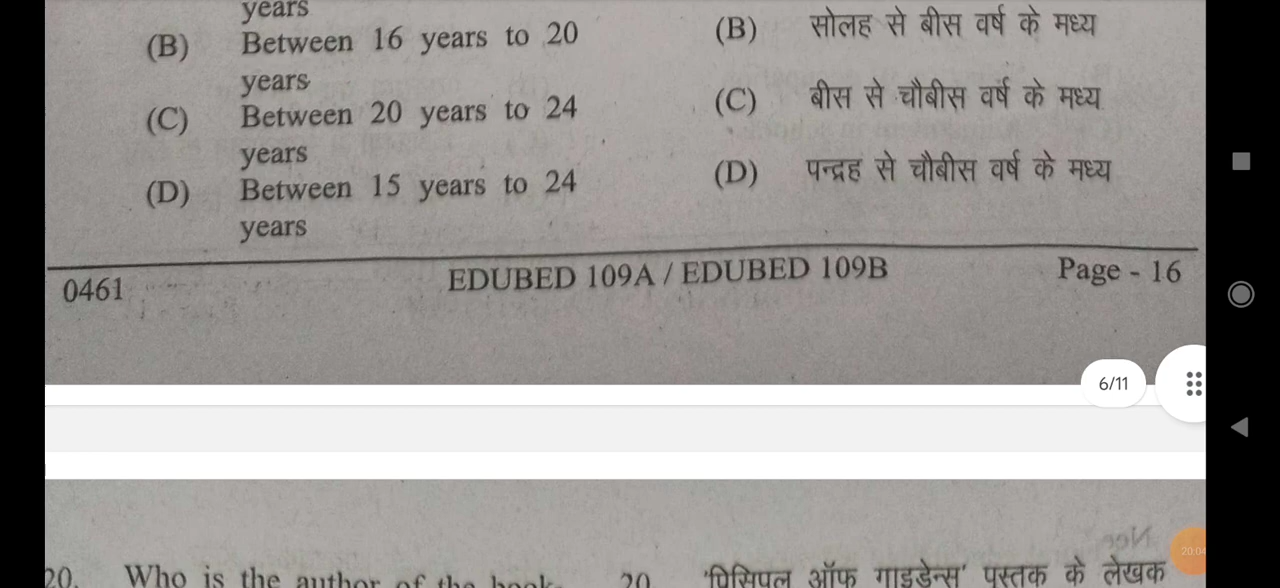 years
(B) Between 16 years to 20
years
(C) Between 20 years to 24
years
(D) Between 15 years to 24
years
(B) सोलह से बीस वर्ष के मध्य
(C) बीस से चौबीस वर्ष के मध्य
(D) पन्द्रह से चौबीस वर्ष के मध्य
0461 EDUBED 109A / EDUBED 109B Page - 16
6/11
20:04
20. Who is the author of the book
20. 'प्रिंसिपल ऑफ गाइडेन्स' पुस्तक के लेखक